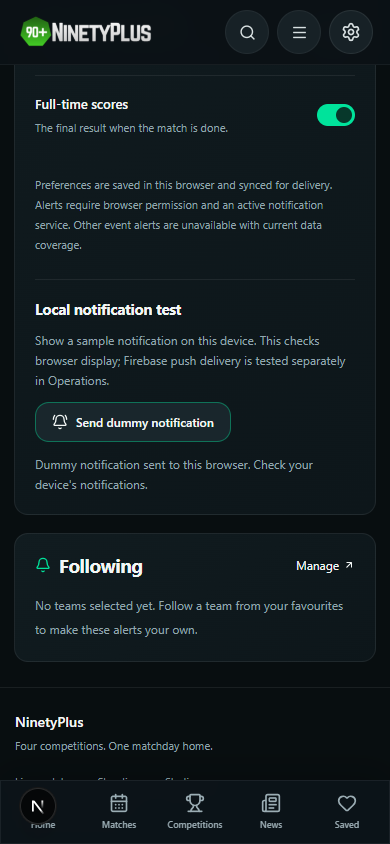 90+ NINETYPLUS
Full-time scores
The final result when the match is done.
Preferences are saved in this browser and synced for delivery.
Alerts require browser permission and an active notification
service. Other event alerts are unavailable with current data
coverage.
Local notification test
Show a sample notification on this device. This checks
browser display; Firebase push delivery is tested separately
in Operations.
Send dummy notification
Dummy notification sent to this browser. Check your
device's notifications.
Following
Manage
No teams selected yet. Follow a team from your favourites
to make these alerts your own.
NinetyPlus
Four competitions. One matchday home.
N
Home
Matches
Competitions
News
Saved